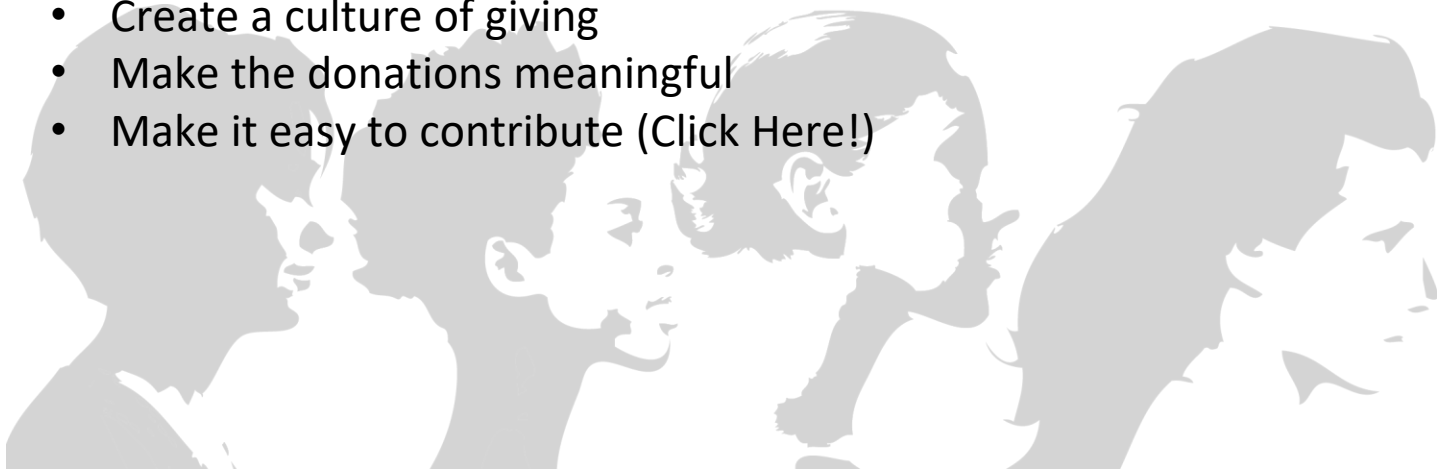 • Create a culture of giving
• Make the donations meaningful
• Make it easy to contribute (Click Here!)